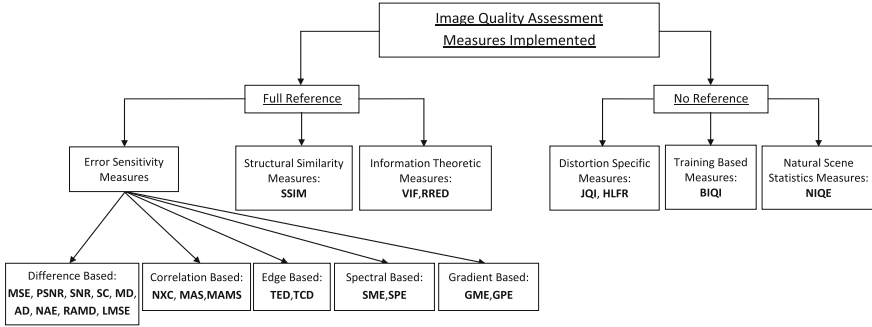 Image Quality Assessment
Measures Implemented
Full Reference
No Reference
Error Sensitivity
Measures
Structural Similarity
Measures:
SSIM
Information Theoretic
Measures:
VIF,RRED
Distortion Specific
Measures:
JQI, HLFR
Training Based
Measures:
BIQI
Natural Scene
Statistics Measures:
NIQE
Difference Based:
MSE, PSNR, SNR, SC, MD,
AD, NAE, RAMD, LMSE
Correlation Based:
NXC, MAS,MAMS
Edge Based:
TED,TCD
Spectral Based:
SME,SPE
Gradient Based:
GME,GPE